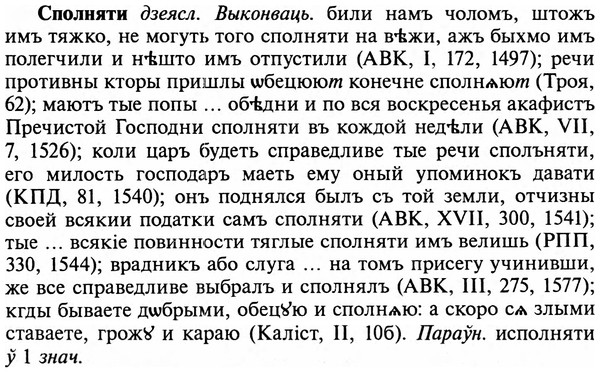 Сполняти дзеясл. Выконваць. били намъ чоломъ, штожъ
имъ тяжко, не могуть того сполняти на вѣжи, ажъ быхмо имъ
полегчили и нѣшто имъ отпустили (АВК, I, 172, 1497); речи
противны кторы пришлы ѡбецюют конечне сполнѧют (Троя,
62); маютъ тые попы ... обѣдни и по вся воскресенья акафистъ
Пречистой Господни сполняти въ кождой недѣли (АВК, VII,
7, 1526); коли царъ будеть справедливе тые речи сполъняти,
его милость господаръ маеть ему оный упоминокъ давати
(КПД, 81, 1540); онъ поднялся былъ съ той земли, отчизны
своей всякии податки самъ сполняти (АВК, XVII, 300, 1541);
тые ... всякіе повинности тяглые сполняти имъ велишь (РПП,
330, 1544); врадникъ або слуга ... на томъ присегу учинивши,
же все справедливе выбралъ и сполнялъ (АВК, III, 275, 1577);
кгды бываете дѡбрыми, обецꙋю и сполнѧю: а скоро сѧ злыми
ставаете, грожꙋ и караю (Каліст, II, 10б). Параўн. исполняти
ў 1 знач.